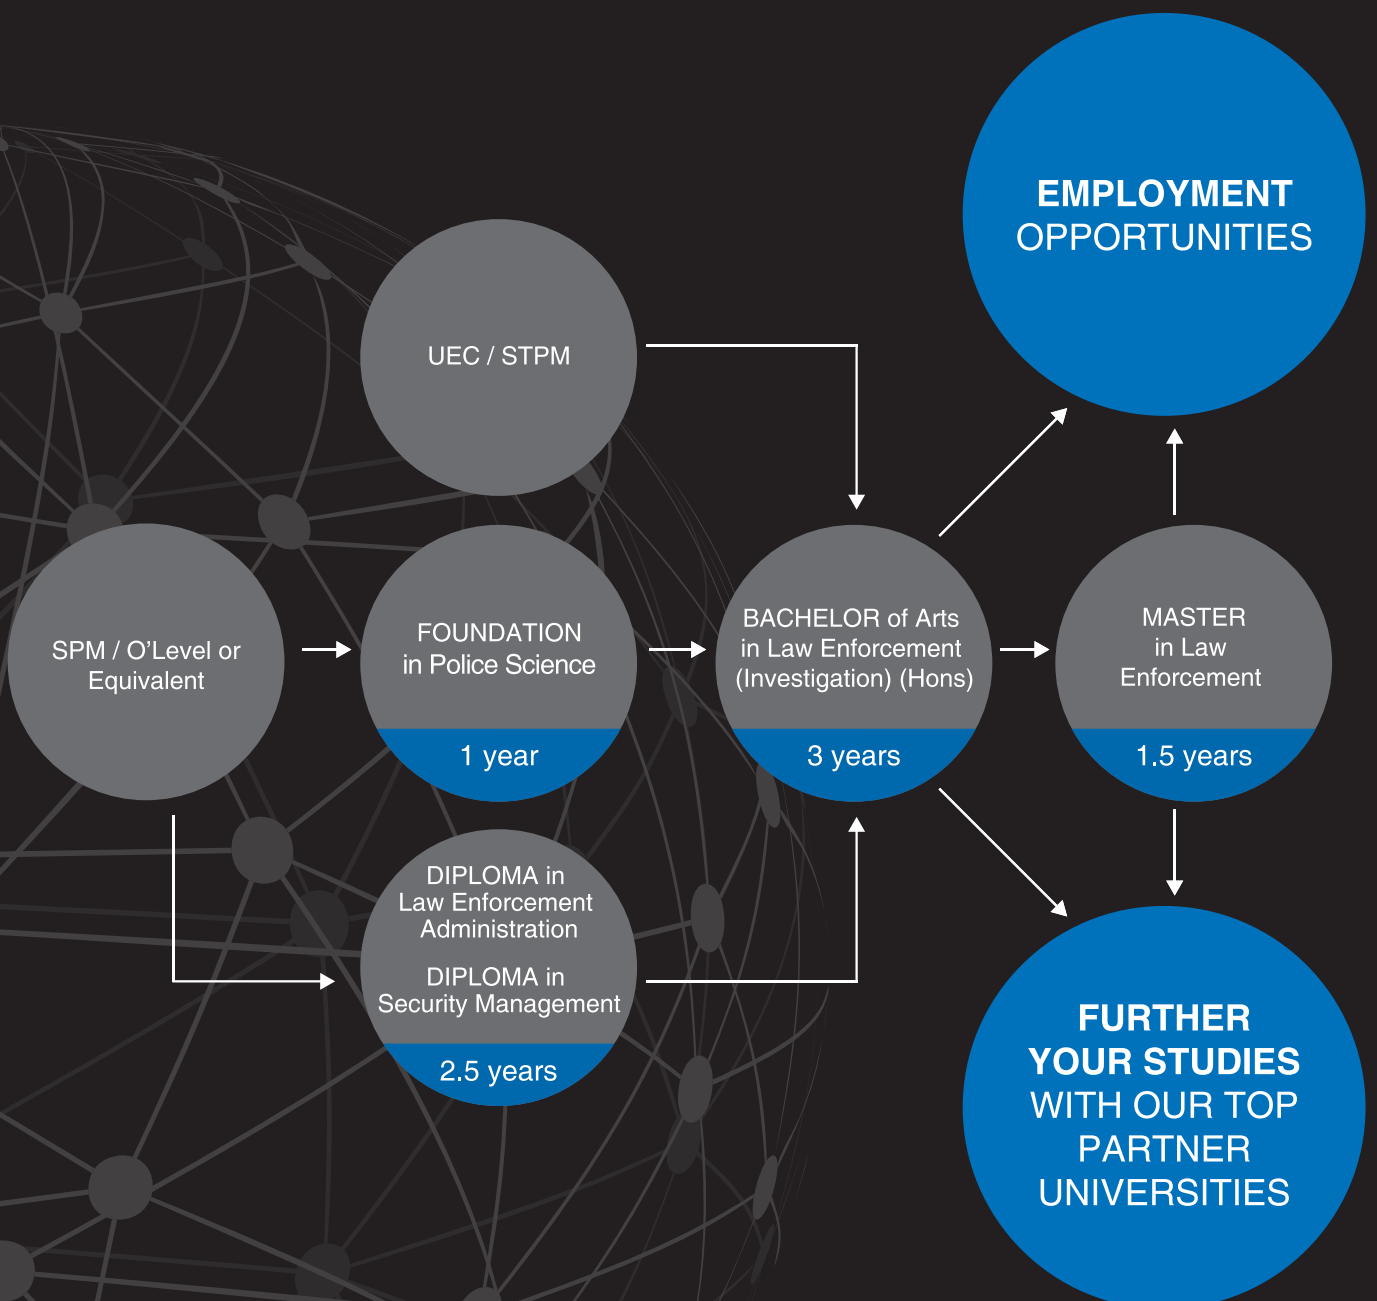 EMPLOYMENT
OPPORTUNITIES
UEC / STPM
SPM / O'Level or
Equivalent
FOUNDATION
in Police Science
1 year
BACHELOR of Arts
in Law Enforcement
(Investigation) (Hons)
3 years
MASTER
in Law
Enforcement
1.5 years
DIPLOMA in
Law Enforcement
Administration
DIPLOMA in
Security Management
2.5 years
FURTHER
YOUR STUDIES
WITH OUR TOP
PARTNER
UNIVERSITIES